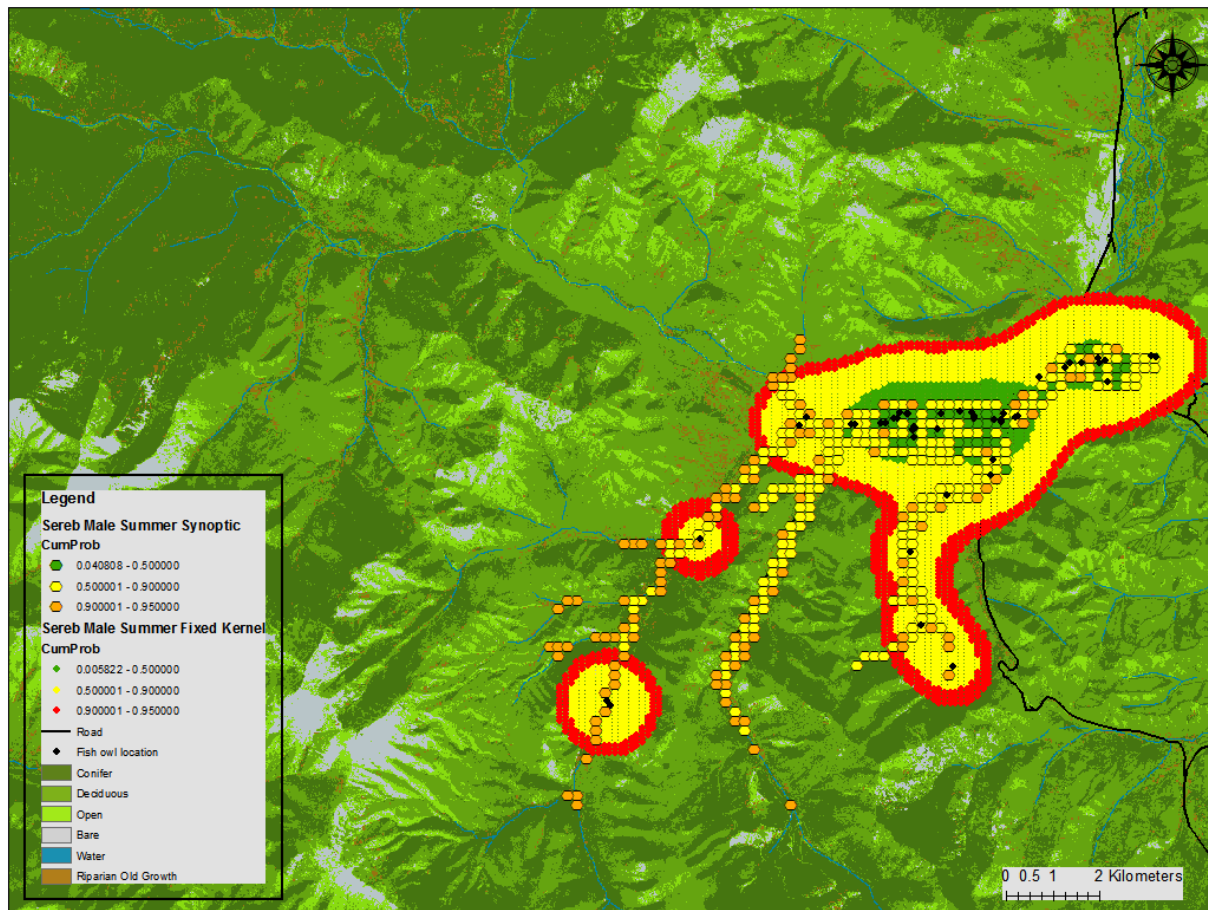 Legend
Sereb Male Summer Synoptic
CumProb
0.040808 - 0.500000
0.500001 - 0.900000
0.900001 - 0.950000
Sereb Male Summer Fixed Kernel
CumProb
0.005822 - 0.500000
0.500001 - 0.900000
0.900001 - 0.950000
Road
Fish owl location
Conifer
Deciduous
Open
Bare
Water
Riparian Old Growth
0 0.5 1 2 Kilometers